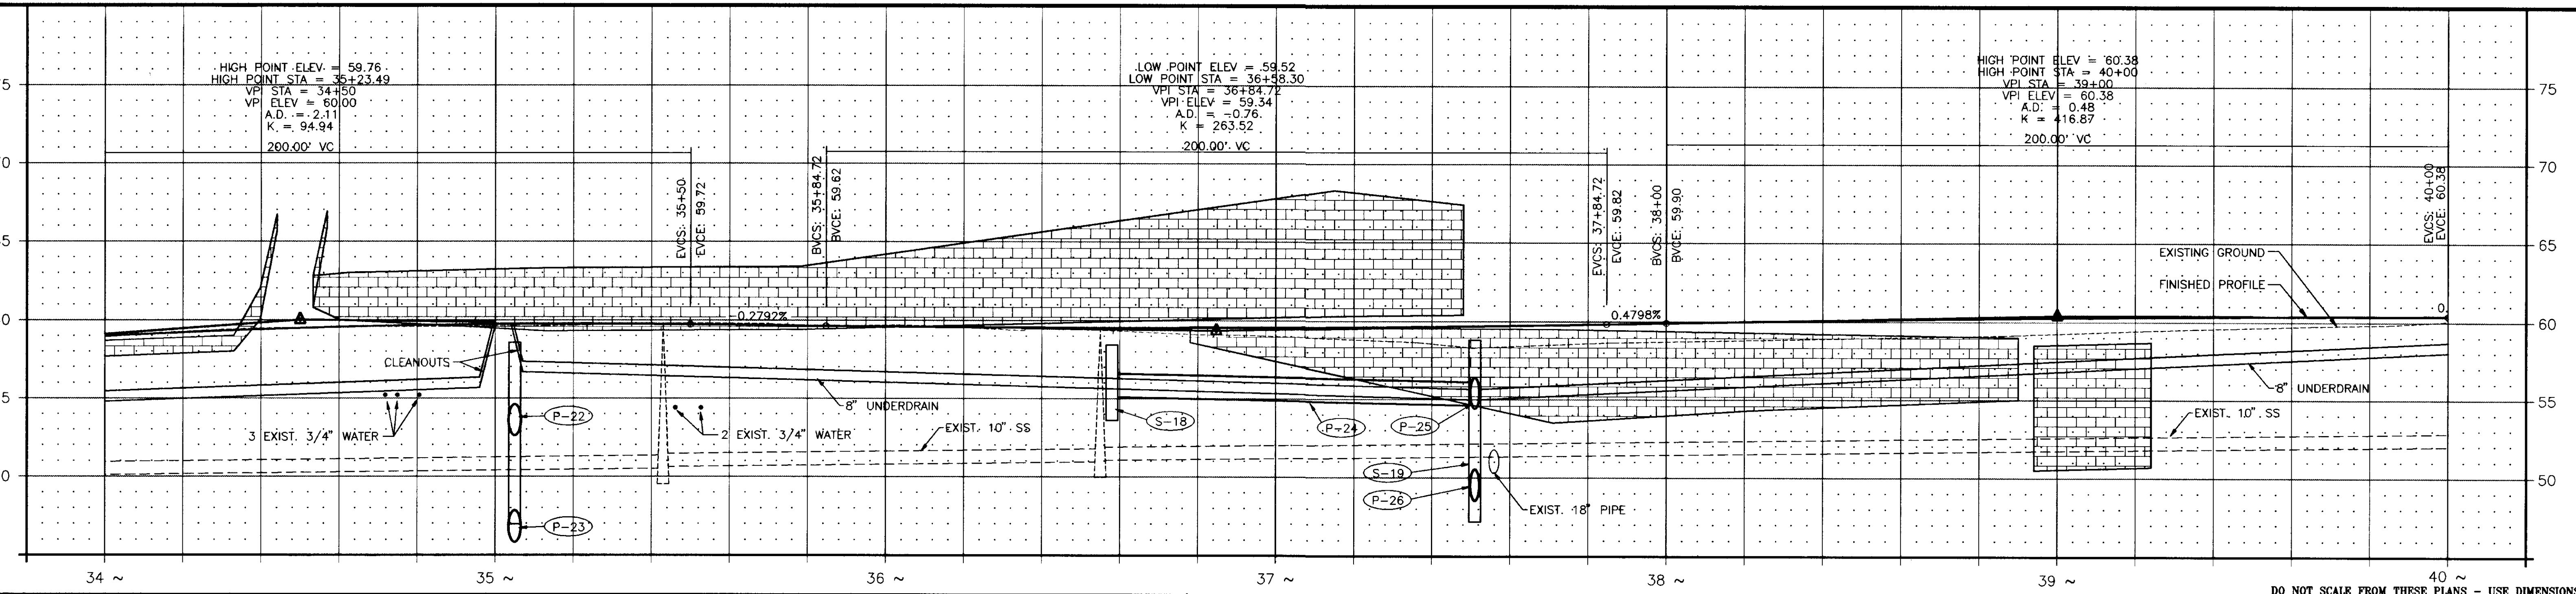 HIGH POINT ELEV = 59.76
HIGH POINT STA = 35+23.49
VPI STA = 34+50
VPI ELEV = 60.00
A.D. = 2.11
K = 94.94
200.00' VC
LOW POINT ELEV = 59.52
LOW POINT STA = 36+58.30
VPI STA = 36+84.72
VPI ELEV = 59.34
A.D. = -0.76
K = 263.52
200.00' VC
HIGH POINT ELEV = 60.38
HIGH POINT STA = 40+00
VPI STA = 39+00
VPI ELEV = 60.38
A.D. = 0.48
K = 416.87
200.00' VC
EVCS: 35+50
EVCE: 59.72
BVCS: 35+84.72
BVCE: 59.62
EVCS: 37+84.72
EVCE: 59.82
BVCS: 38+00
BVCE: 59.90
EVCS: 40+00
EVCE: 60.38
5
0
5
0
5
0
75
70
65
60
55
50
-0.2792%
0.4798%
0.
EXISTING GROUND
FINISHED PROFILE
CLEANOUTS
3 EXIST. 3/4" WATER
P-22
P-23
2 EXIST. 3/4" WATER
8" UNDERDRAIN
EXIST. 10" SS
S-18
P-24
P-25
S-19
P-26
EXIST. 18" PIPE
8" UNDERDRAIN
EXIST. 10" SS
34 ~
35 ~
36 ~
37 ~
38 ~
39 ~
40 ~
DO NOT SCALE FROM THESE PLANS - USE DIMENSIONS